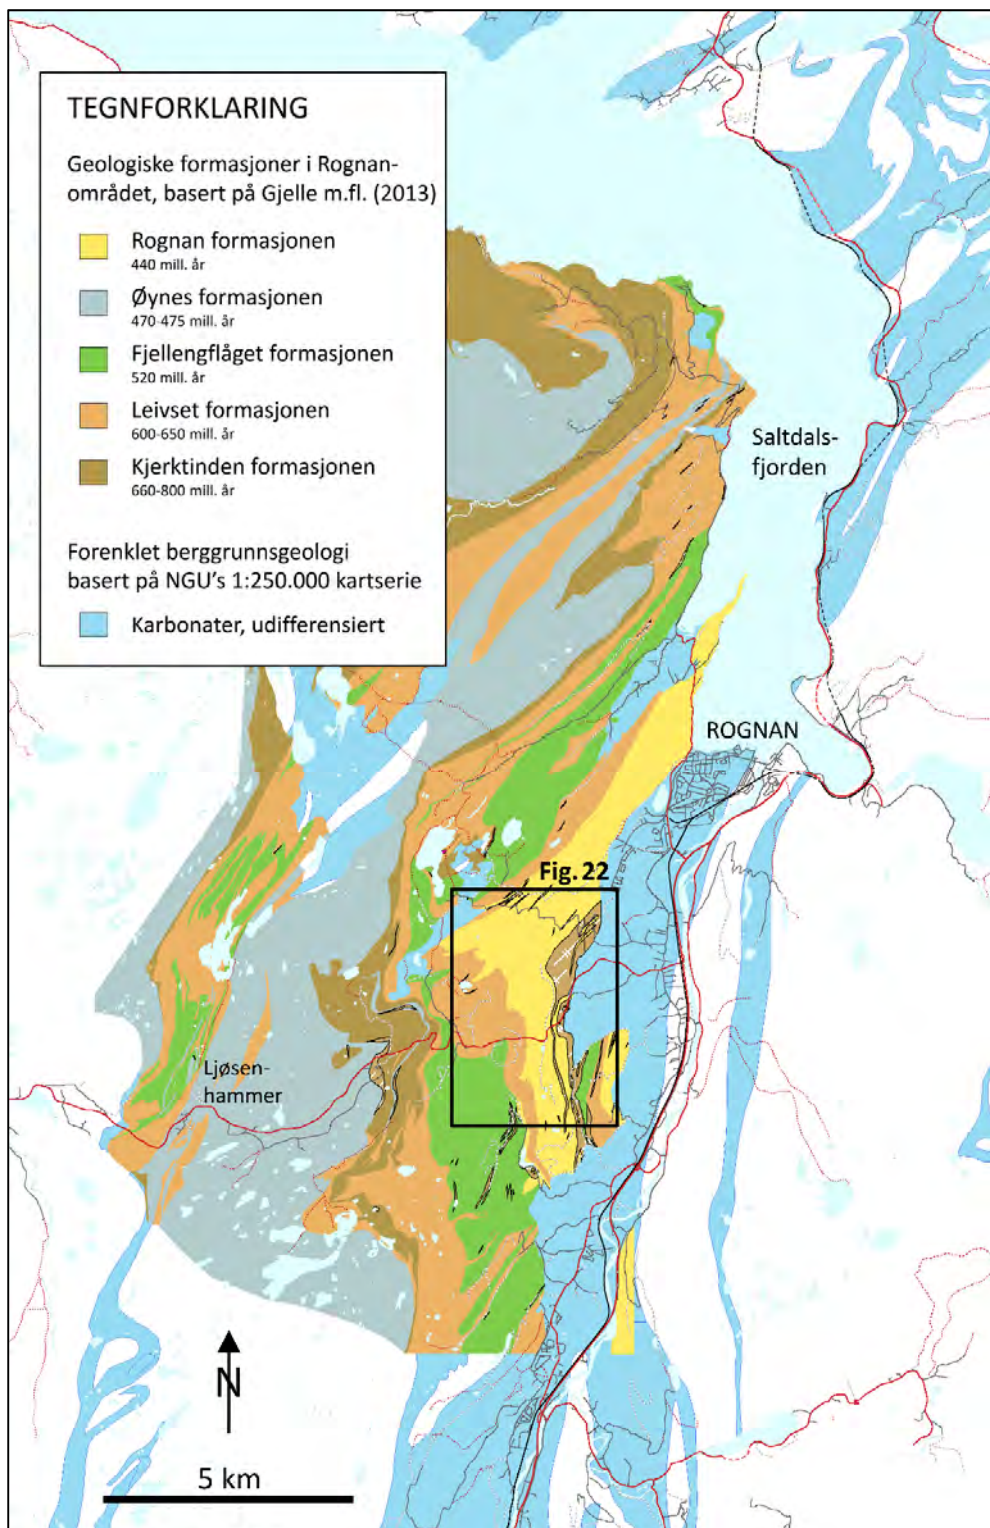 TEGNFORKLARING
Geologiske formasjoner i Rognan-
området, basert på Gjelle m.fl. (2013)
Rognan formasjonen
440 mill. år
Øynes formasjonen
470-475 mill. år
Fjellengflåget formasjonen
520 mill. år
Leivset formasjonen
600-650 mill. år
Kjerktinden formasjonen
660-800 mill. år
Forenklet berggrunnsgeologi
basert på NGU's 1:250.000 kartserie
Karbonater, udifferensiert
Saltdals-
fjorden
ROGNAN
Fig. 22
Ljøsen-
hammer
N
5 km